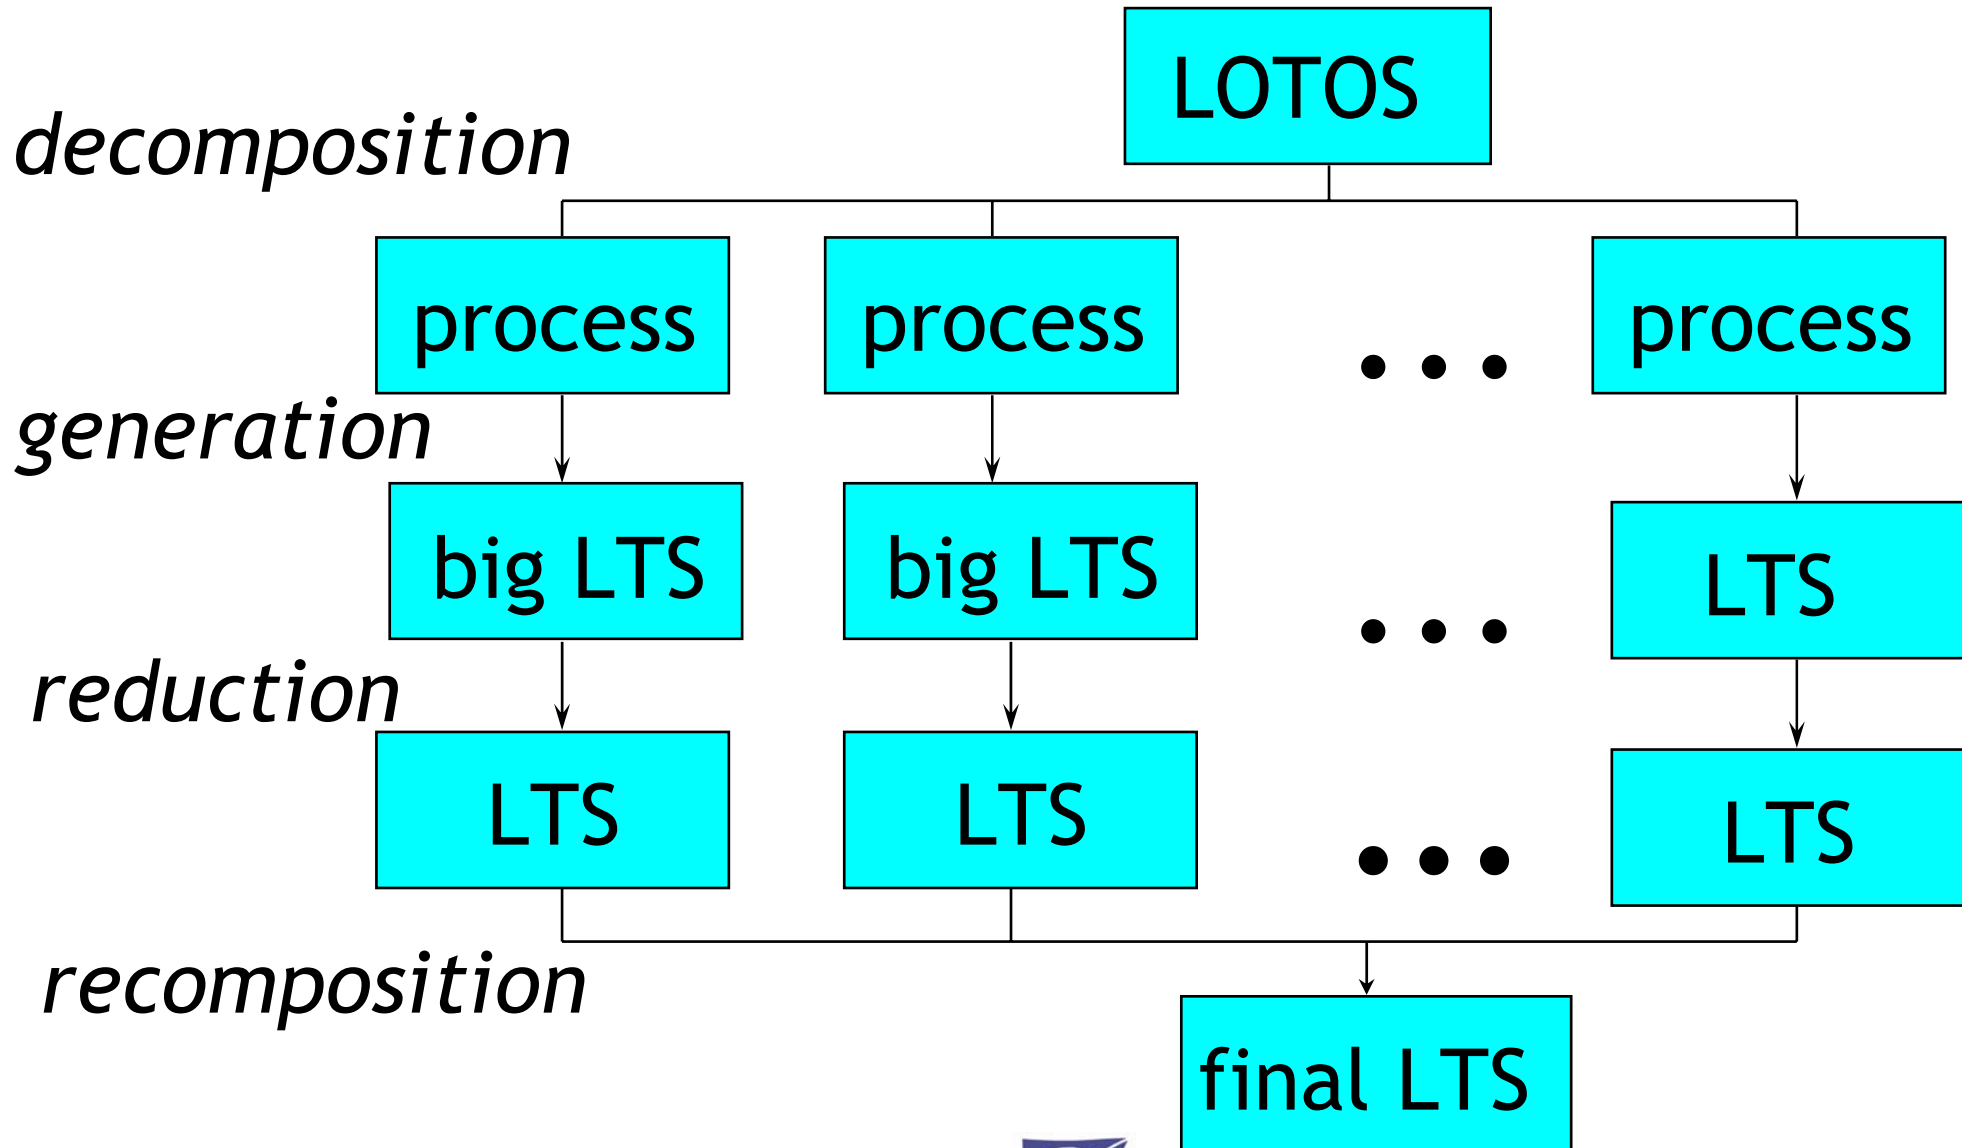 LOTOS
decomposition
process process • • • process
generation
big LTS big LTS • • • LTS
reduction
LTS LTS • • • LTS
recomposition
final LTS